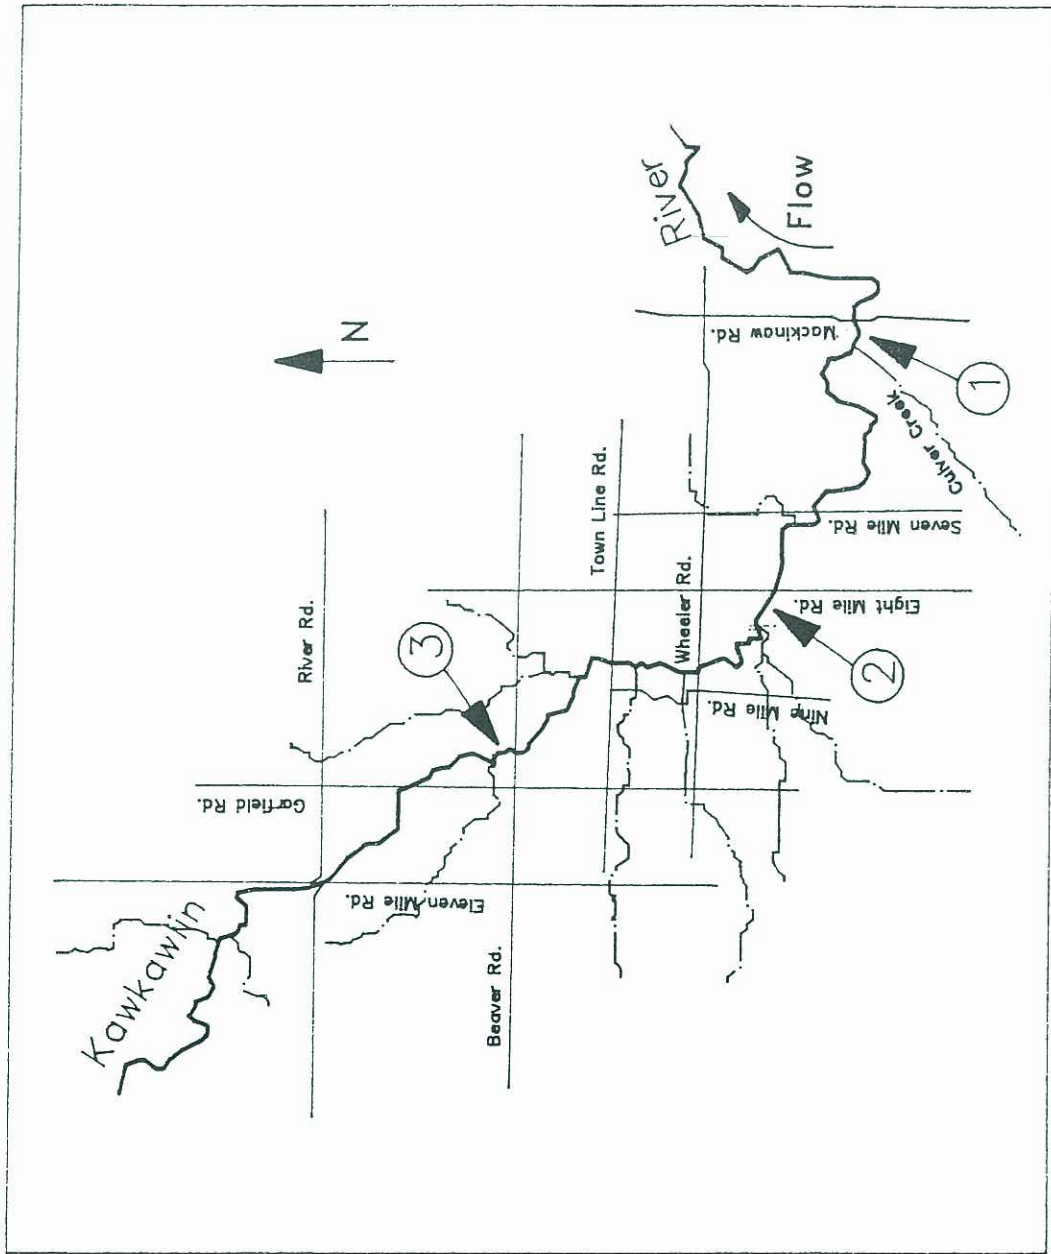 River
Flow
N
Mackinaw Rd.
1
Culver Creek
Town Line Rd.
Seven Mile Rd.
River Rd.
Wheeler Rd.
Eight Mile Rd.
3
2
Nine Mile Rd.
Garfield Rd.
Eleven Mile Rd.
Kawkawlin
Beaver Rd.